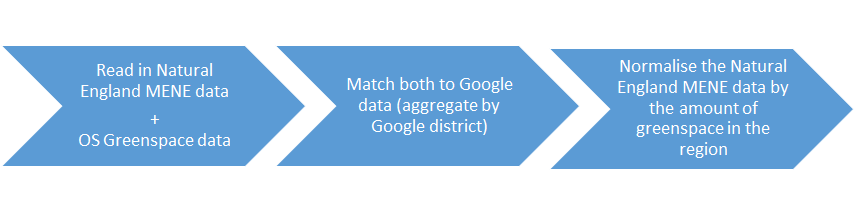 Read in Natural
England MENE data
+
OS Greenspace data
Match both to Google
data (aggregate by
Google district)
Normalise the Natural
England MENE data by
the amount of
greenspace in the
region